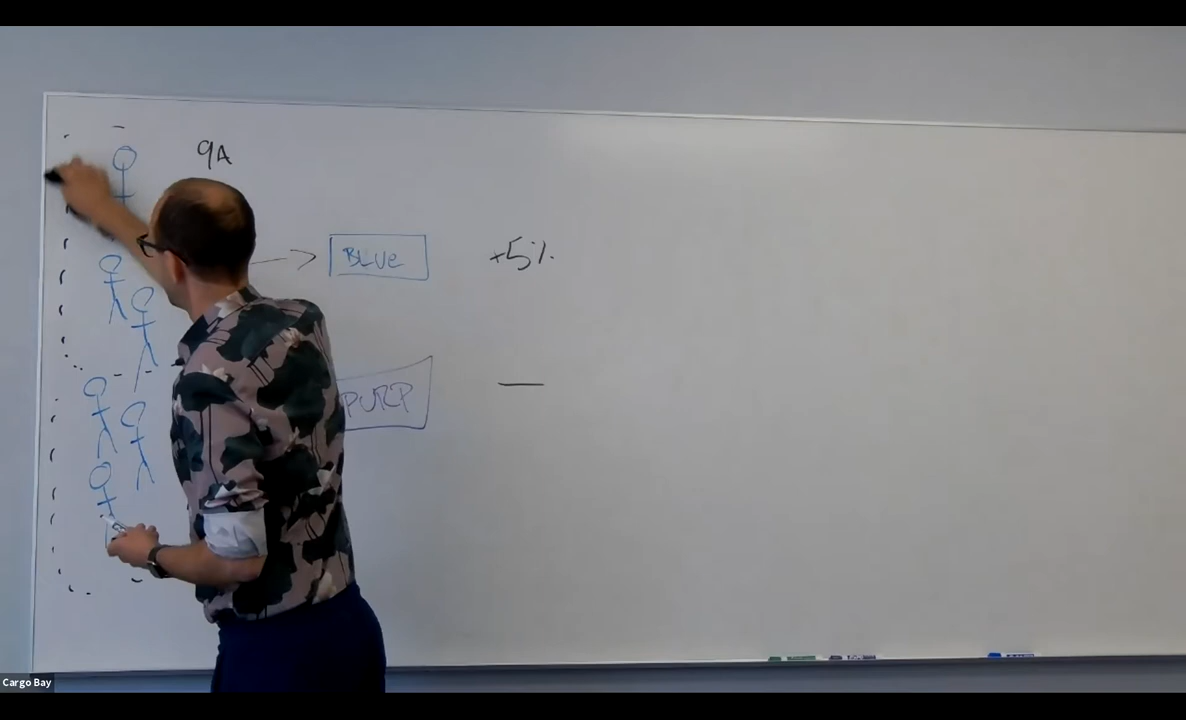 9A
BLUE
+5%
PURP
—
Cargo Bay